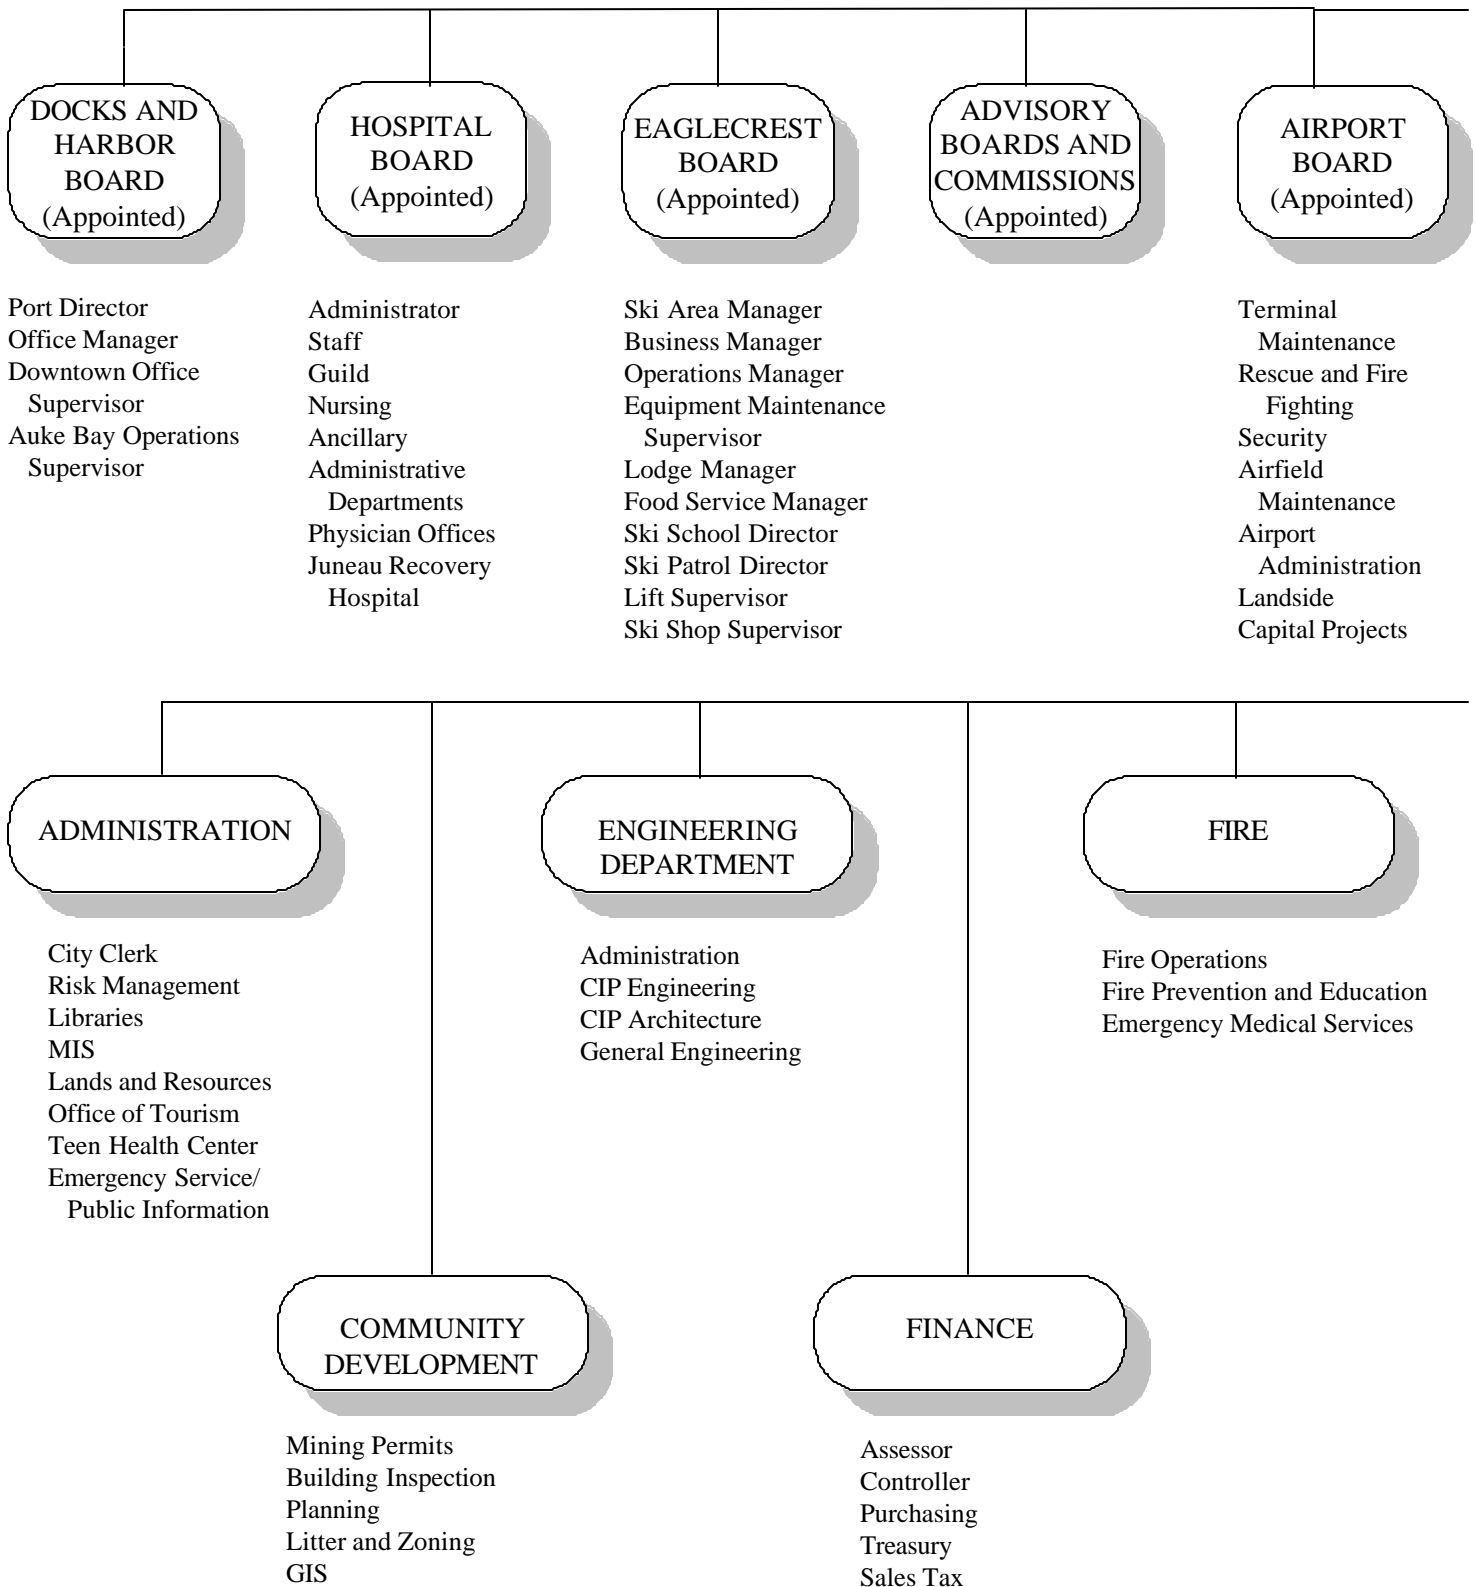 DOCKS AND
HARBOR
BOARD
(Appointed)
HOSPITAL
BOARD
(Appointed)
EAGLECREST
BOARD
(Appointed)
ADVISORY
BOARDS AND
COMMISSIONS
(Appointed)
AIRPORT
BOARD
(Appointed)
Port Director
Office Manager
Downtown Office
Supervisor
Auke Bay Operations
Supervisor
Administrator
Staff
Guild
Nursing
Ancillary
Administrative
Departments
Physician Offices
Juneau Recovery
Hospital
Ski Area Manager
Business Manager
Operations Manager
Equipment Maintenance
Supervisor
Lodge Manager
Food Service Manager
Ski School Director
Ski Patrol Director
Lift Supervisor
Ski Shop Supervisor
Terminal
Maintenance
Rescue and Fire
Fighting
Security
Airfield
Maintenance
Airport
Administration
Landside
Capital Projects
ADMINISTRATION
City Clerk
Risk Management
Libraries
MIS
Lands and Resources
Office of Tourism
Teen Health Center
Emergency Service/
Public Information
ENGINEERING
DEPARTMENT
Administration
CIP Engineering
CIP Architecture
General Engineering
FIRE
Fire Operations
Fire Prevention and Education
Emergency Medical Services
COMMUNITY
DEVELOPMENT
Mining Permits
Building Inspection
Planning
Litter and Zoning
GIS
FINANCE
Assessor
Controller
Purchasing
Treasury
Sales Tax